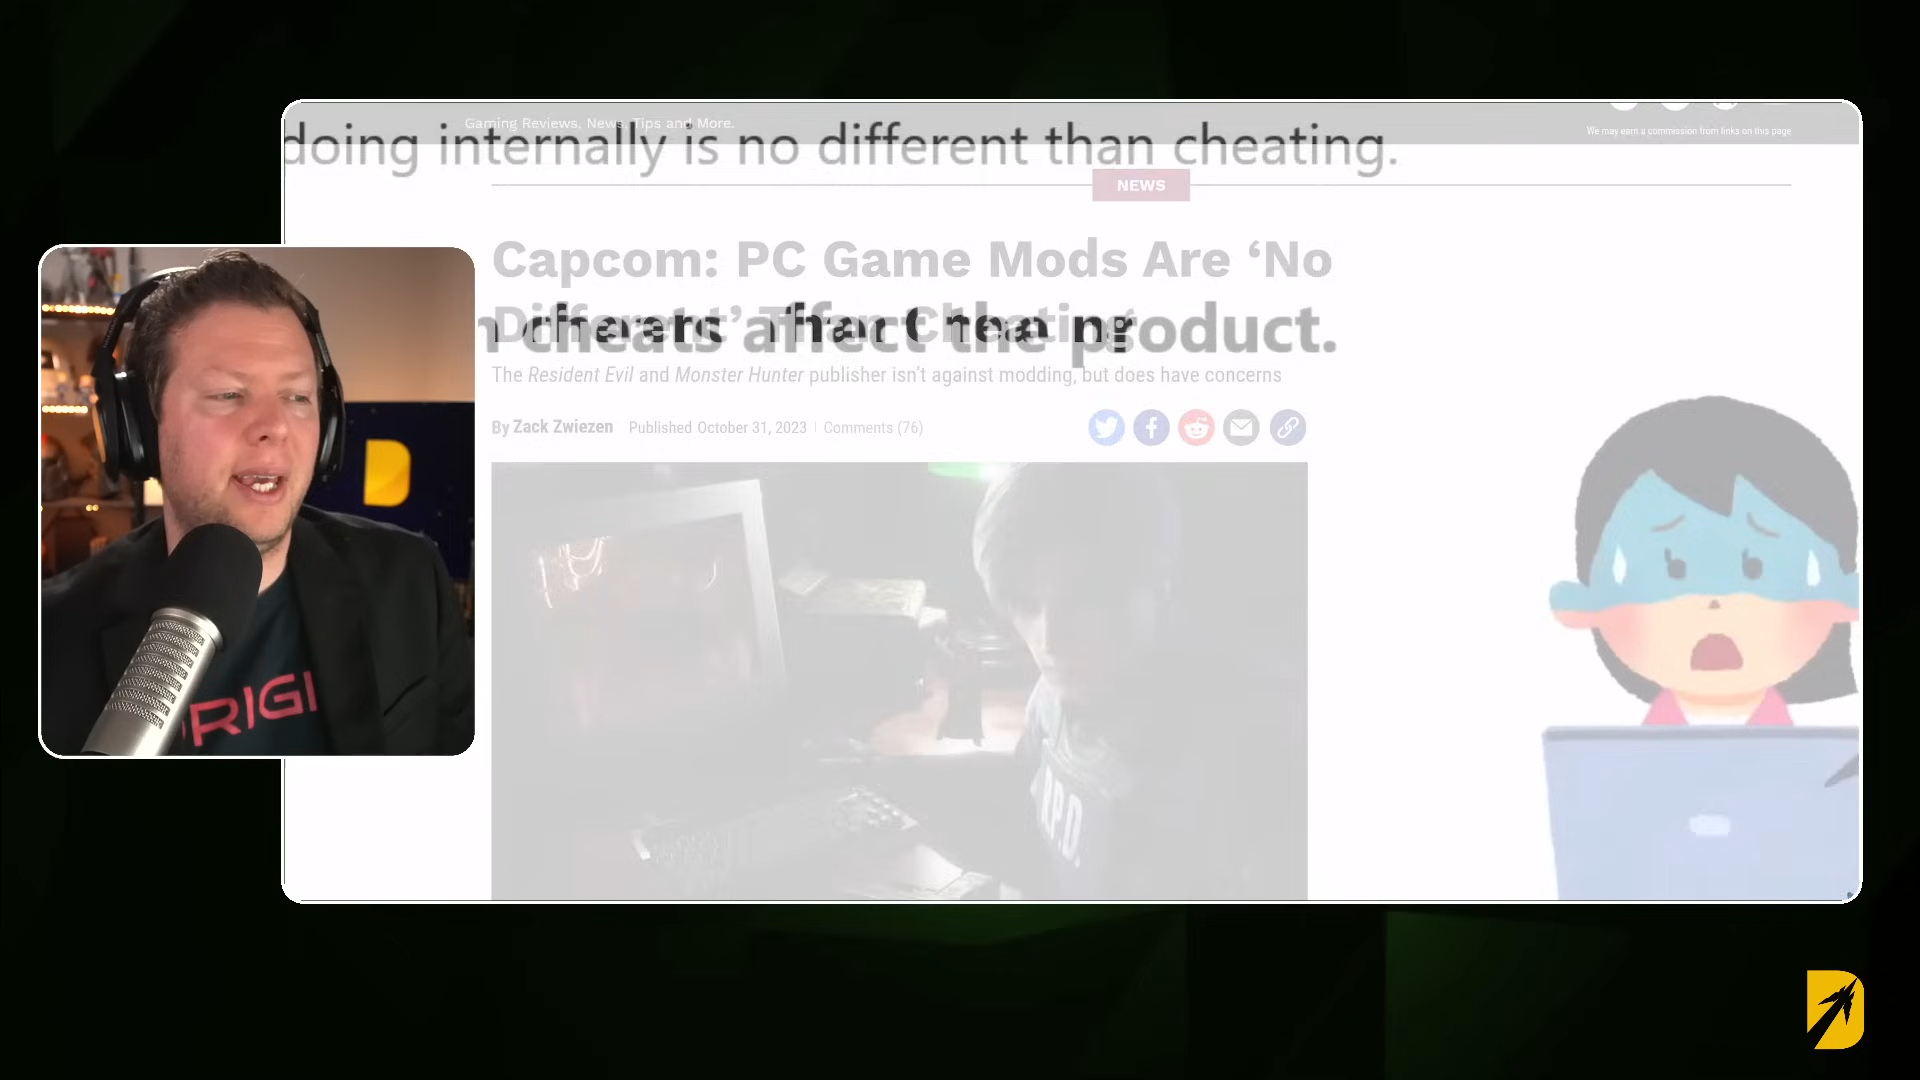 Gaming Reviews, News, Tips and More.
We may earn a commission from links on this page
doing internally is no different than cheating.
NEWS
Capcom: PC Game Mods Are ‘No
Different’ Than Cheating
cheats affect the product.
The Resident Evil and Monster Hunter publisher isn’t against modding, but does have concerns
By Zack Zwiezen Published October 31, 2023 Comments (76)
R.P.D.
RIGI